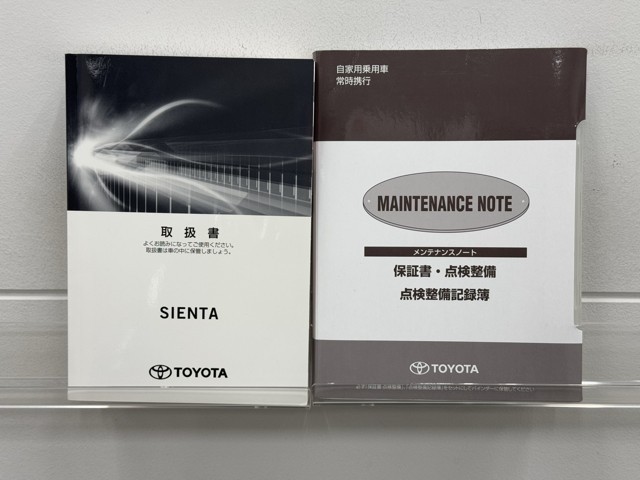 取扱書
よくお読みになってご使用ください。
取扱書は車の中に保管しましょう。
SIENTA
TOYOTA
自家用乗用車
常時携行
MAINTENANCE NOTE
メンテナンスノート
保証書・点検整備
点検整備記録簿
TOYOTA